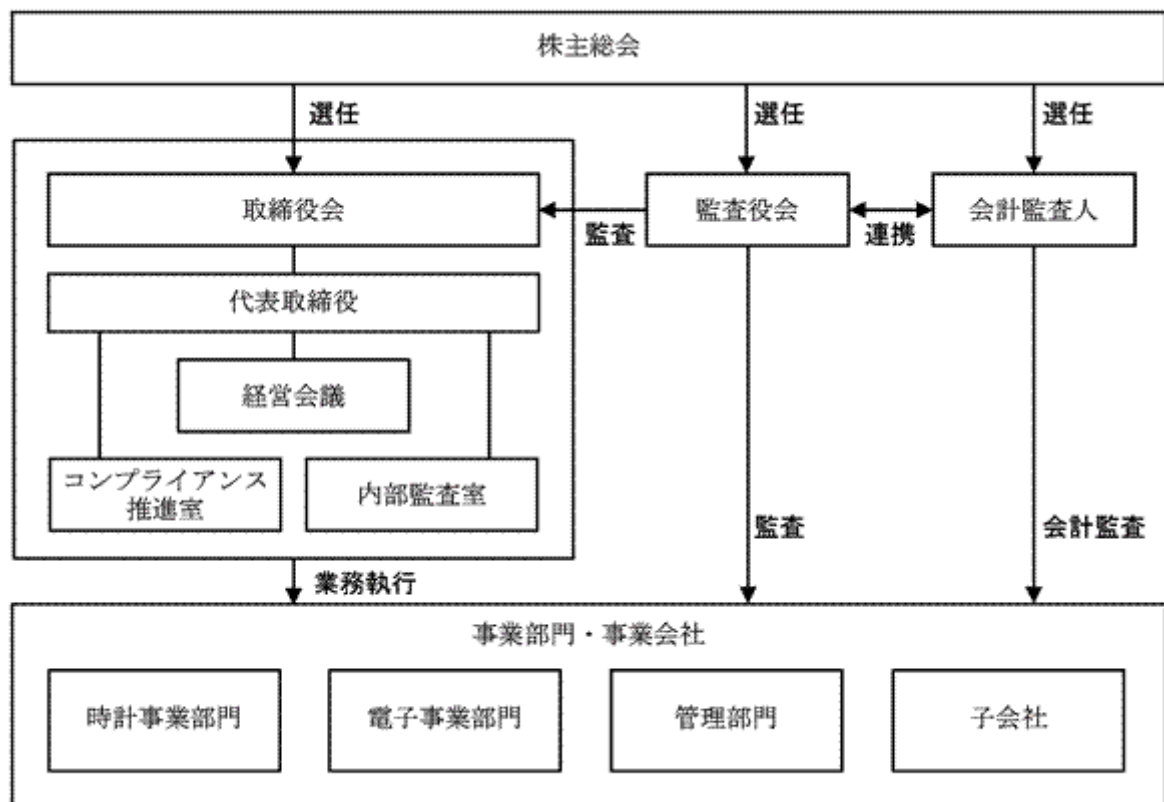 株主総会
選任
選任
選任
取締役会
監査
監査役会
連携
会計監査人
代表取締役
経営会議
コンプライアンス
推進室
内部監査室
監査
会計監査
業務執行
事業部門・事業会社
時計事業部門
電子事業部門
管理部門
子会社